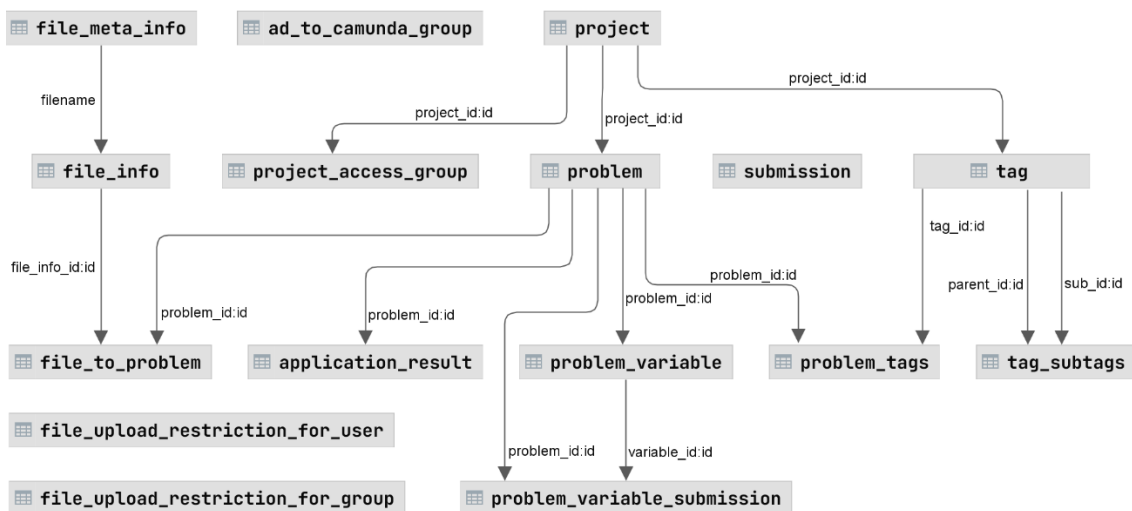 file_meta_info
ad_to_camunda_group
project
filename
project_id:id
project_id:id
project_id:id
file_info
project_access_group
problem
submission
tag
file_info_id:id
problem_id:id
problem_id:id
problem_id:id
problem_id:id
tag_id:id
parent_id:id
sub_id:id
file_to_problem
application_result
problem_variable
problem_tags
tag_subtags
file_upload_restriction_for_user
problem_id:id
variable_id:id
file_upload_restriction_for_group
problem_variable_submission